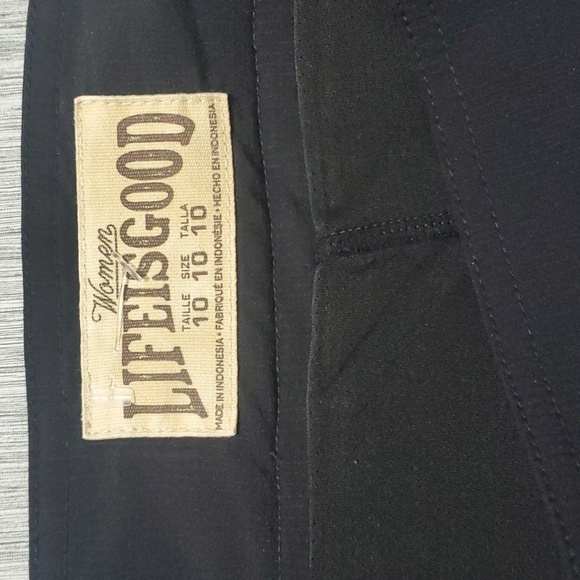 Women
LIFEISGOOD
TAILLE SIZE TALLA
10 10 10
MADE IN INDONESIA • FABRIQUÉ EN INDONÉSIE • HECHO EN INDONESIA